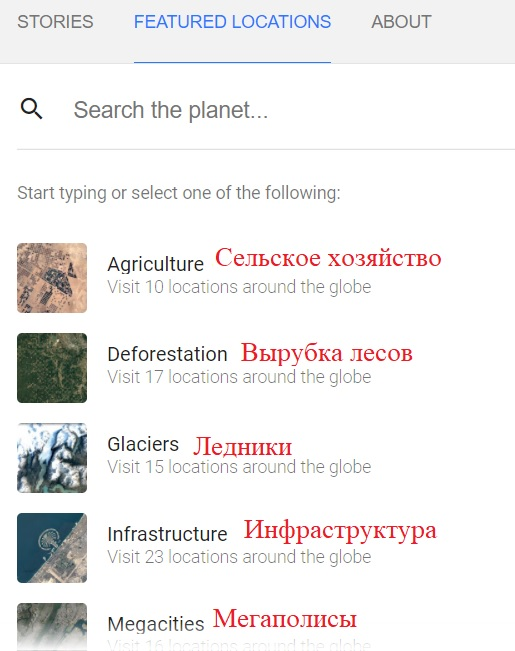 STORIES FEATURED LOCATIONS ABOUT
Search the planet...
Start typing or select one of the following:
Agriculture Сельское хозяйство
Visit 10 locations around the globe
Deforestation Вырубка лесов
Visit 17 locations around the globe
Glaciers Ледники
Visit 15 locations around the globe
Infrastructure Инфраструктура
Visit 23 locations around the globe
Megacities Мегаполисы
Visit 16 locations around the globe